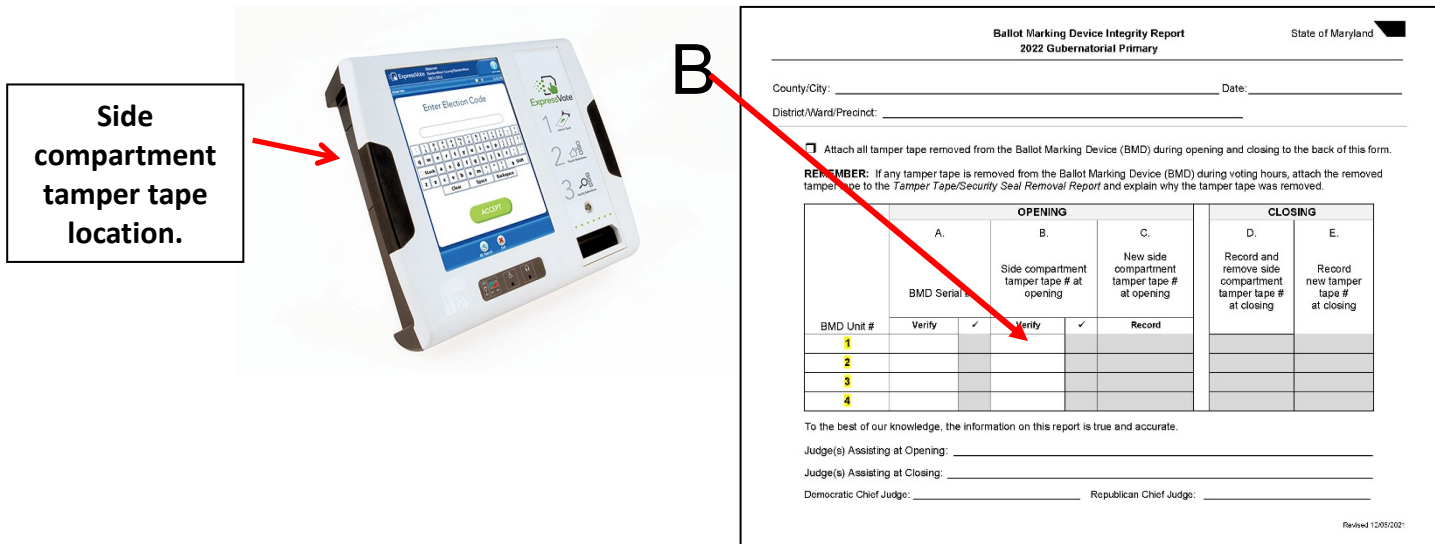 Side
compartment
tamper tape
location.
ExpressVote
Enter Election Code
Clear Space Backspace
ACCEPT
ExpressVote
1
2
3
B
Ballot Marking Device Integrity Report
2022 Gubernatorial Primary
State of Maryland
County/City: Date:
District/Ward/Precinct:
Attach all tamper tape removed from the Ballot Marking Device (BMD) during opening and closing to the back of this form.
REMEMBER: If any tamper tape is removed from the Ballot Marking Device (BMD) during voting hours, attach the removed
tamper tape to the Tamper Tape/Security Seal Removal Report and explain why the tamper tape was removed.
OPENING CLOSING
A. B. C. D. E.
BMD Serial #
Side compartment
tamper tape # at
opening
New side
compartment
tamper tape #
at opening
Record and
remove side
compartment
tamper tape #
at closing
Record
new tamper
tape #
at closing
BMD Unit # Verify ✓ Verify ✓ Record
1
2
3
4
To the best of our knowledge, the information on this report is true and accurate.
Judge(s) Assisting at Opening:
Judge(s) Assisting at Closing:
Democratic Chief Judge: Republican Chief Judge:
Revised 12/08/2021